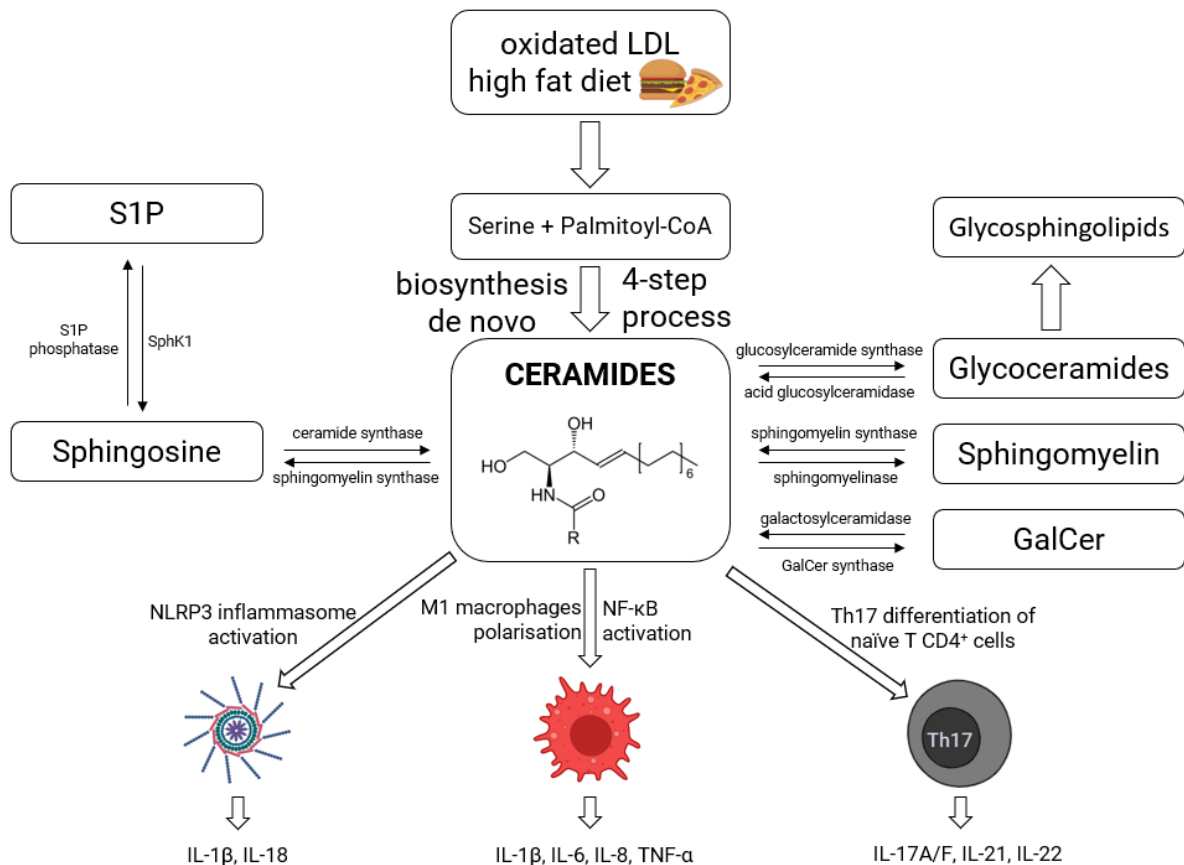 oxidated LDL
high fat diet
S1P
Serine + Palmitoyl-CoA
Glycosphingolipids
biosynthesis
de novo
4-step
process
S1P
phosphatase
SphK1
CERAMIDES
OH
HO
6
HN
O
R
glucosylceramide synthase
acid glucosylceramidase
Glycoceramides
Sphingosine
ceramide synthase
sphingomyelin synthase
sphingomyelin synthase
sphingomyelinase
Sphingomyelin
galactosylceramidase
GalCer synthase
GalCer
NLRP3 inflammasome
activation
M1 macrophages
polarisation
NF-κB
activation
Th17 differentiation of
naïve T CD4⁺ cells
Th17
IL-1β, IL-18
IL-1β, IL-6, IL-8, TNF-α
IL-17A/F, IL-21, IL-22